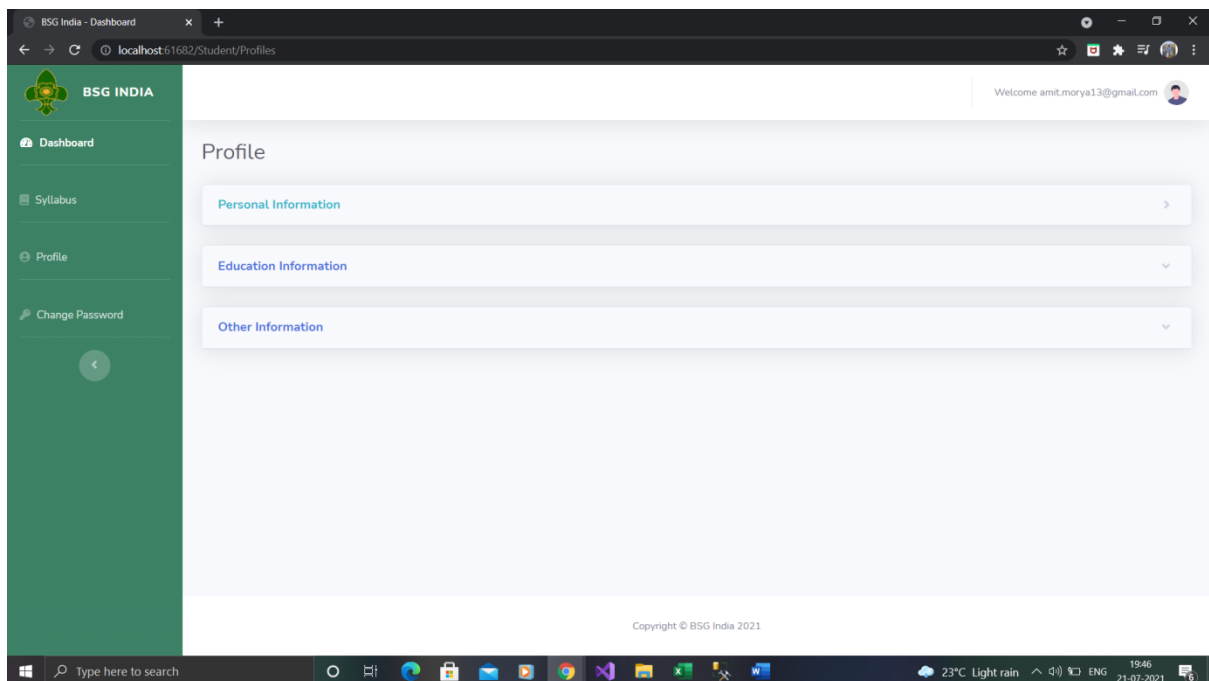 BSG India - Dashboard
localhost:61682/Student/Profiles
BSG INDIA
Welcome amit.morya13@gmail.com
Dashboard
Syllabus
Profile
Change Password
Profile
Personal Information
Education Information
Other Information
Copyright © BSG India 2021
Type here to search
23°C Light rain
ENG
19:46
21-07-2021
6